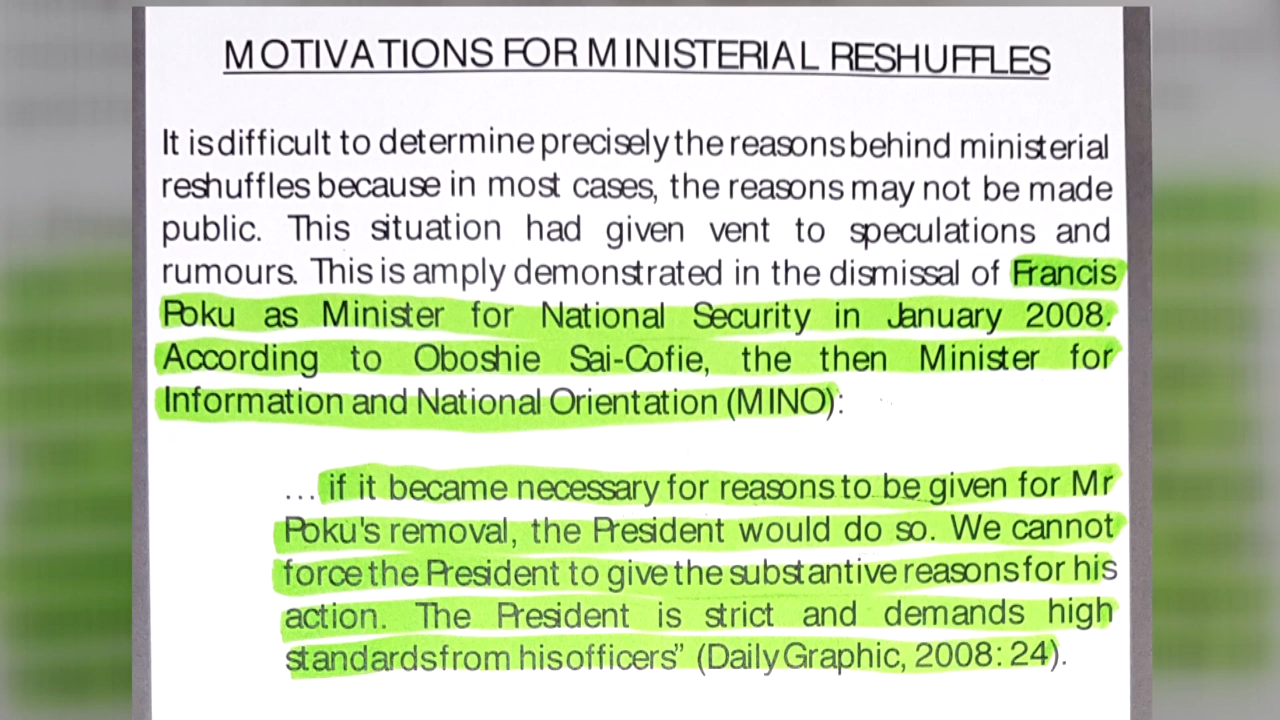 MOTIVATIONS FOR MINISTERIAL RESHUFFLES
It is difficult to determine precisely the reasons behind ministerial
reshuffles because in most cases, the reasons may not be made
public. This situation had given vent to speculations and
rumours. This is amply demonstrated in the dismissal of Francis
Poku as Minister for National Security in January 2008.
According to Oboshie Sai-Cofie, the then Minister for
Information and National Orientation (MINO):
… if it became necessary for reasons to be given for Mr
Poku's removal, the President would do so. We cannot
force the President to give the substantive reasons for his
action. The President is strict and demands high
standards from his officers” (Daily Graphic, 2008: 24).